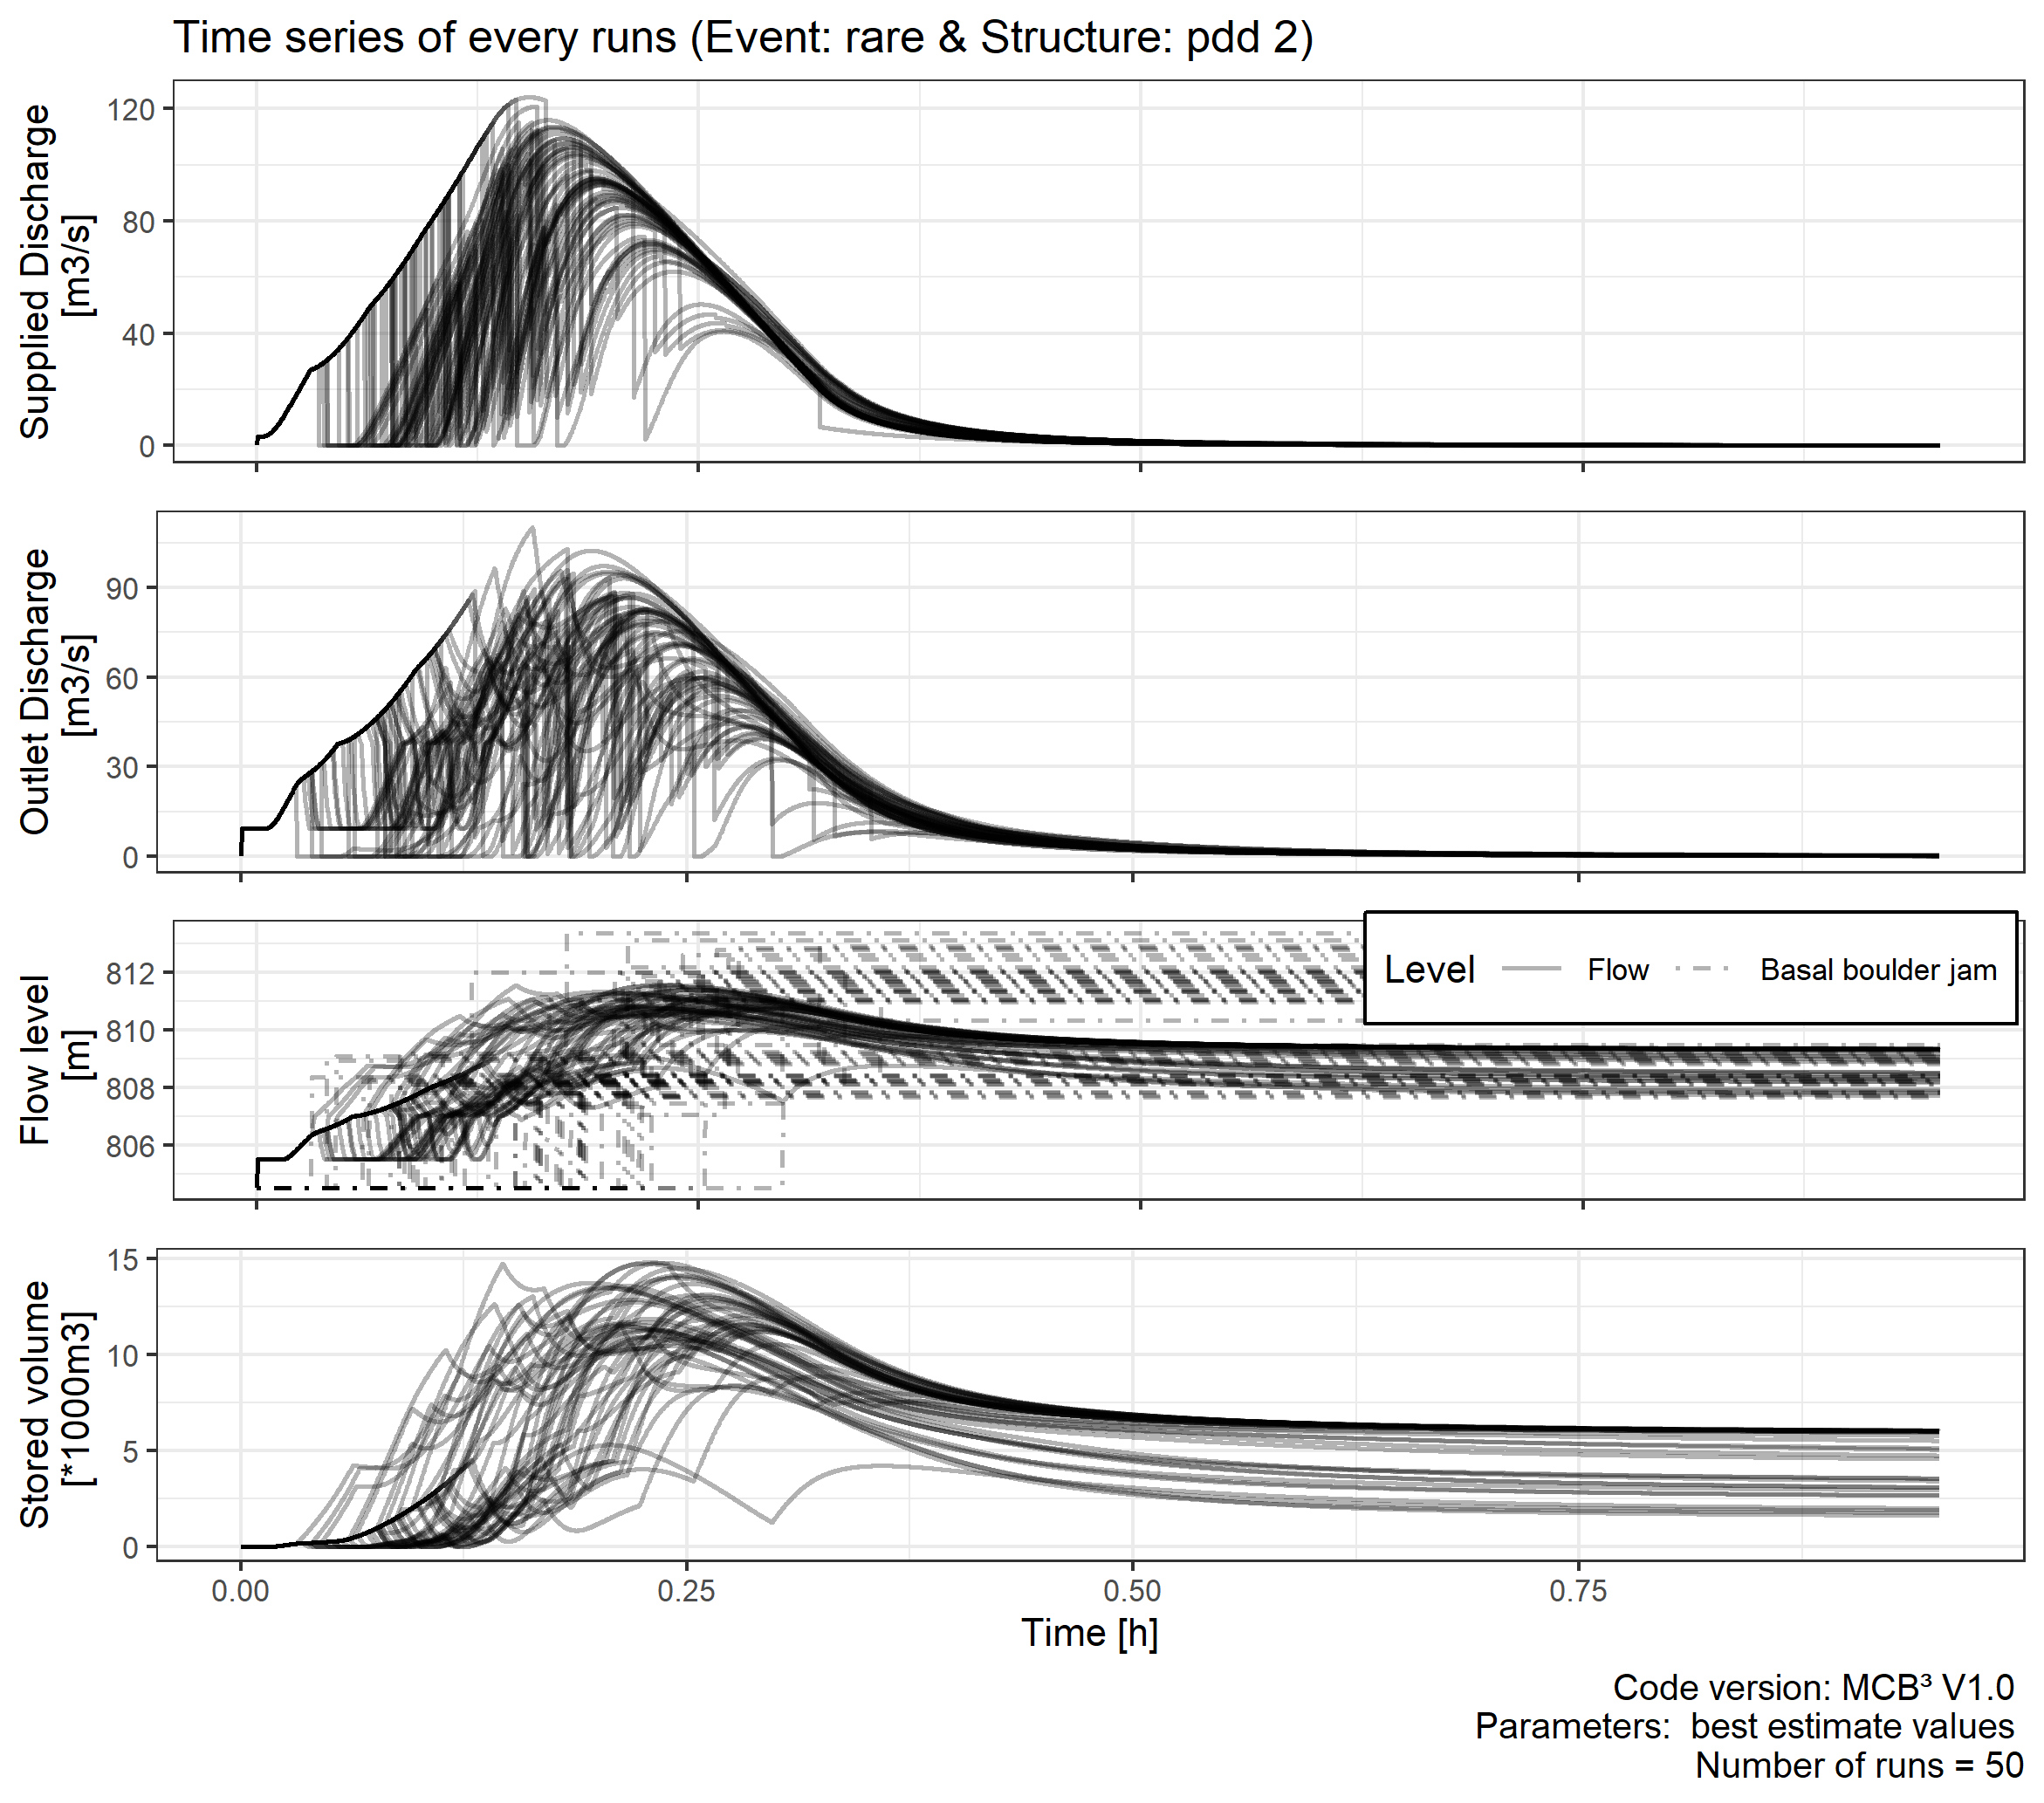 Time series of every runs (Event: rare & Structure: pdd 2)
Supplied Discharge
[m3/s]
120
80
40
0
Outlet Discharge
[m3/s]
90
60
30
0
Flow level
[m]
812
810
808
806
Level
Flow
Basal boulder jam
Stored volume
[*1000m3]
15
10
5
0
0.00
0.25
0.50
0.75
Time [h]
Code version: MCB³ V1.0
Parameters:  best estimate values
Number of runs = 50